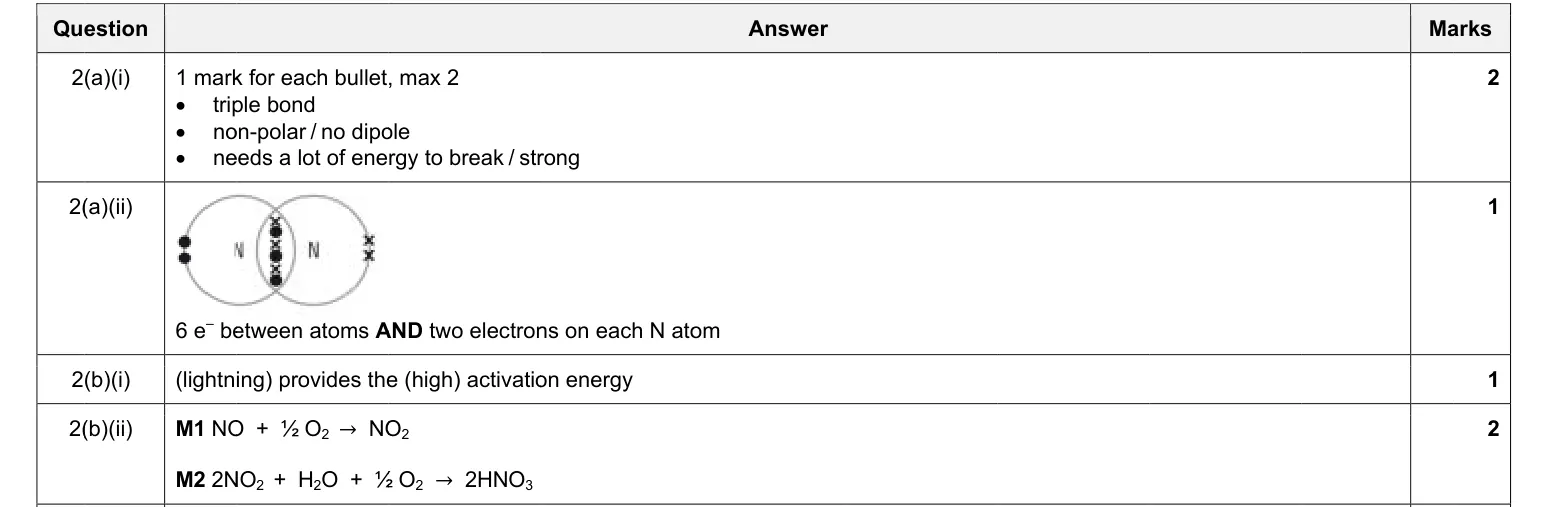 Question Answer Marks
2(a)(i) 1 mark for each bullet, max 2 2
• triple bond
• non-polar / no dipole
• needs a lot of energy to break / strong
2(a)(ii) 1
N N
6 e⁻ between atoms AND two electrons on each N atom
2(b)(i) (lightning) provides the (high) activation energy 1
2(b)(ii) M1 NO + ½ O₂ → NO₂ 2
M2 2NO₂ + H₂O + ½ O₂ → 2HNO₃